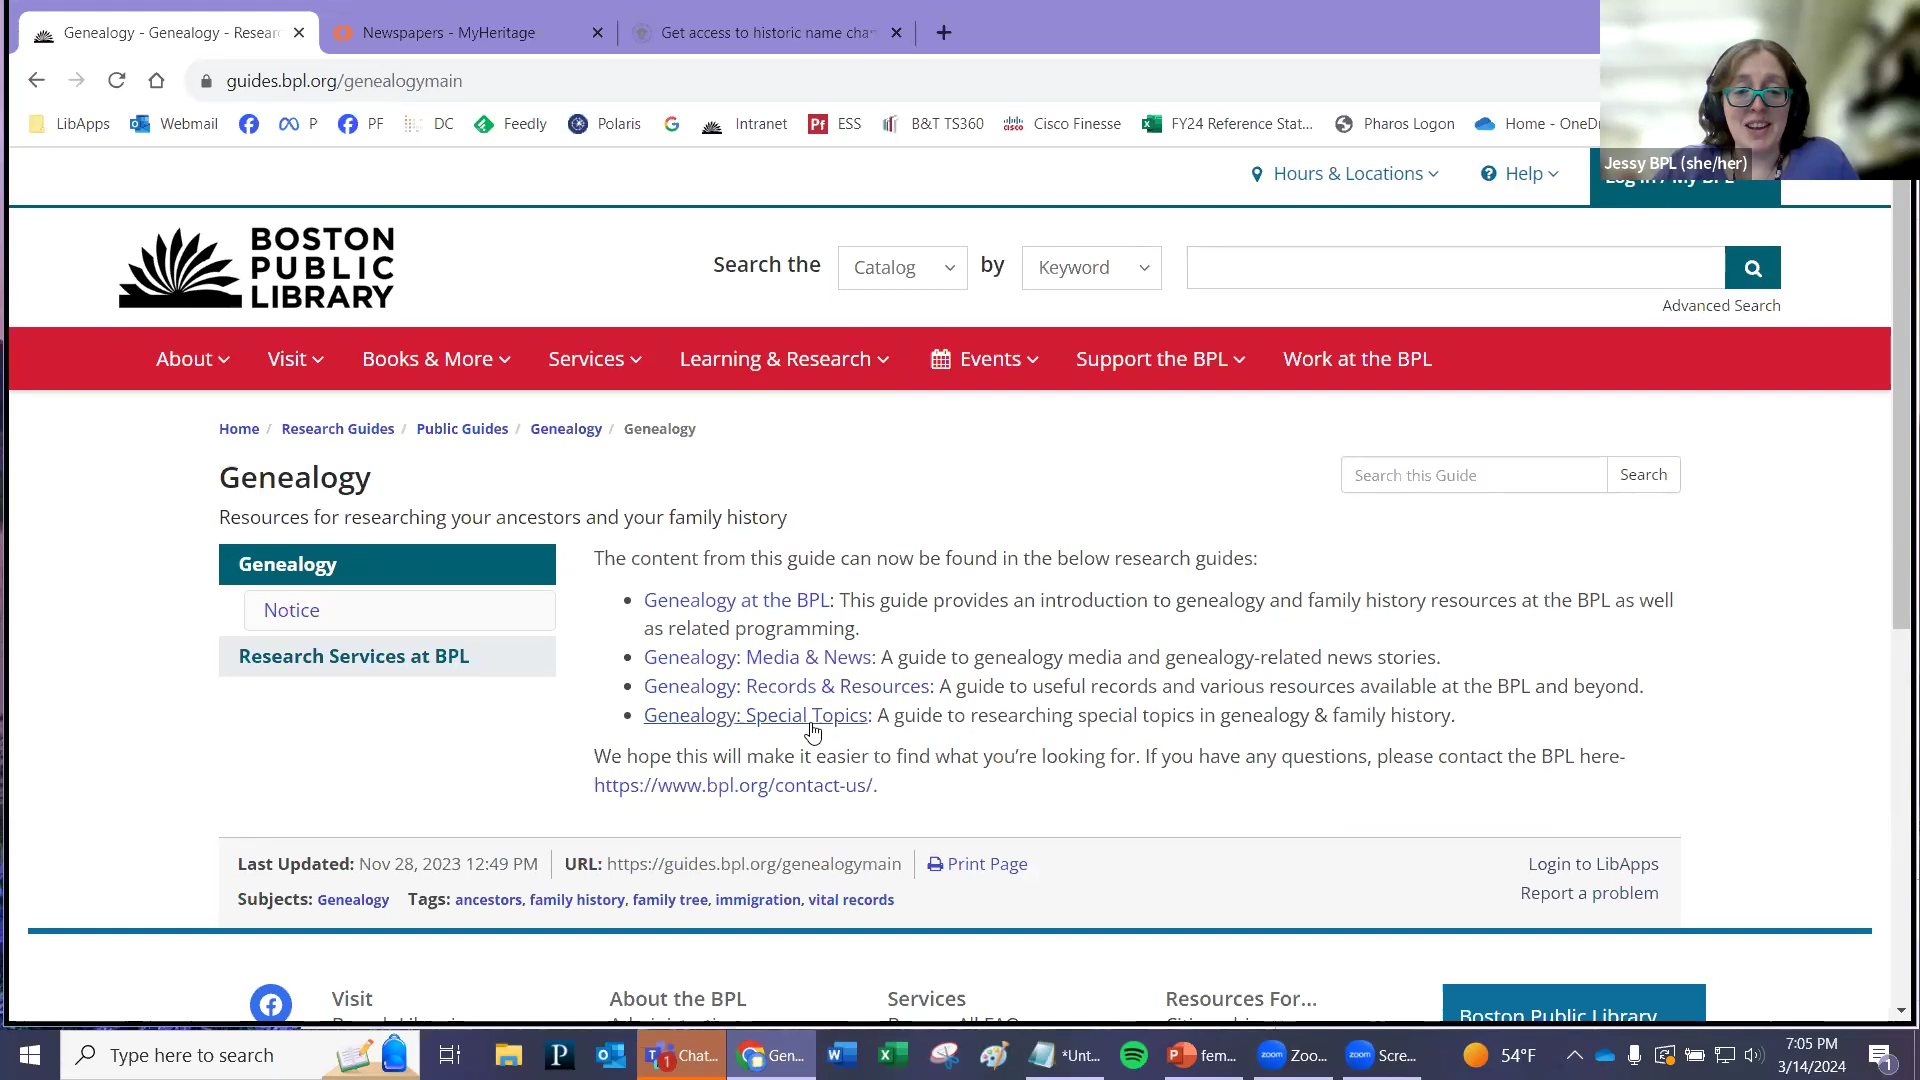 Genealogy - Genealogy - Resear
Newspapers - MyHeritage
Get access to historic name cha
guides.bpl.org/genealogymain
LibApps
Webmail
P
PF
DC
Feedly
Polaris
Intranet
ESS
B&T TS360
Cisco Finesse
FY24 Reference Stat...
Pharos Logon
Home - OneD
Jessy BPL (she/her)
Hours & Locations
Help
BOSTON
PUBLIC
LIBRARY
Search the
Catalog
by
Keyword
Advanced Search
About
Visit
Books & More
Services
Learning & Research
Events
Support the BPL
Work at the BPL
Home / Research Guides / Public Guides / Genealogy / Genealogy
Genealogy
Search this Guide
Search
Resources for researching your ancestors and your family history
Genealogy
Notice
Research Services at BPL
The content from this guide can now be found in the below research guides:
• Genealogy at the BPL: This guide provides an introduction to genealogy and family history resources at the BPL as well
as related programming.
• Genealogy: Media & News: A guide to genealogy media and genealogy-related news stories.
• Genealogy: Records & Resources: A guide to useful records and various resources available at the BPL and beyond.
• Genealogy: Special Topics: A guide to researching special topics in genealogy & family history.
We hope this will make it easier to find what you’re looking for. If you have any questions, please contact the BPL here-
https://www.bpl.org/contact-us/.
Last Updated: Nov 28, 2023 12:49 PM
URL: https://guides.bpl.org/genealogymain
Print Page
Login to LibApps
Subjects: Genealogy
Tags: ancestors, family history, family tree, immigration, vital records
Report a problem
Visit
About the BPL
Services
Resources For...
Boston Public Library
Type here to search
Chat...
Gen...
*Unt...
fem...
Zoo...
Scre...
54°F
7:05 PM
3/14/2024